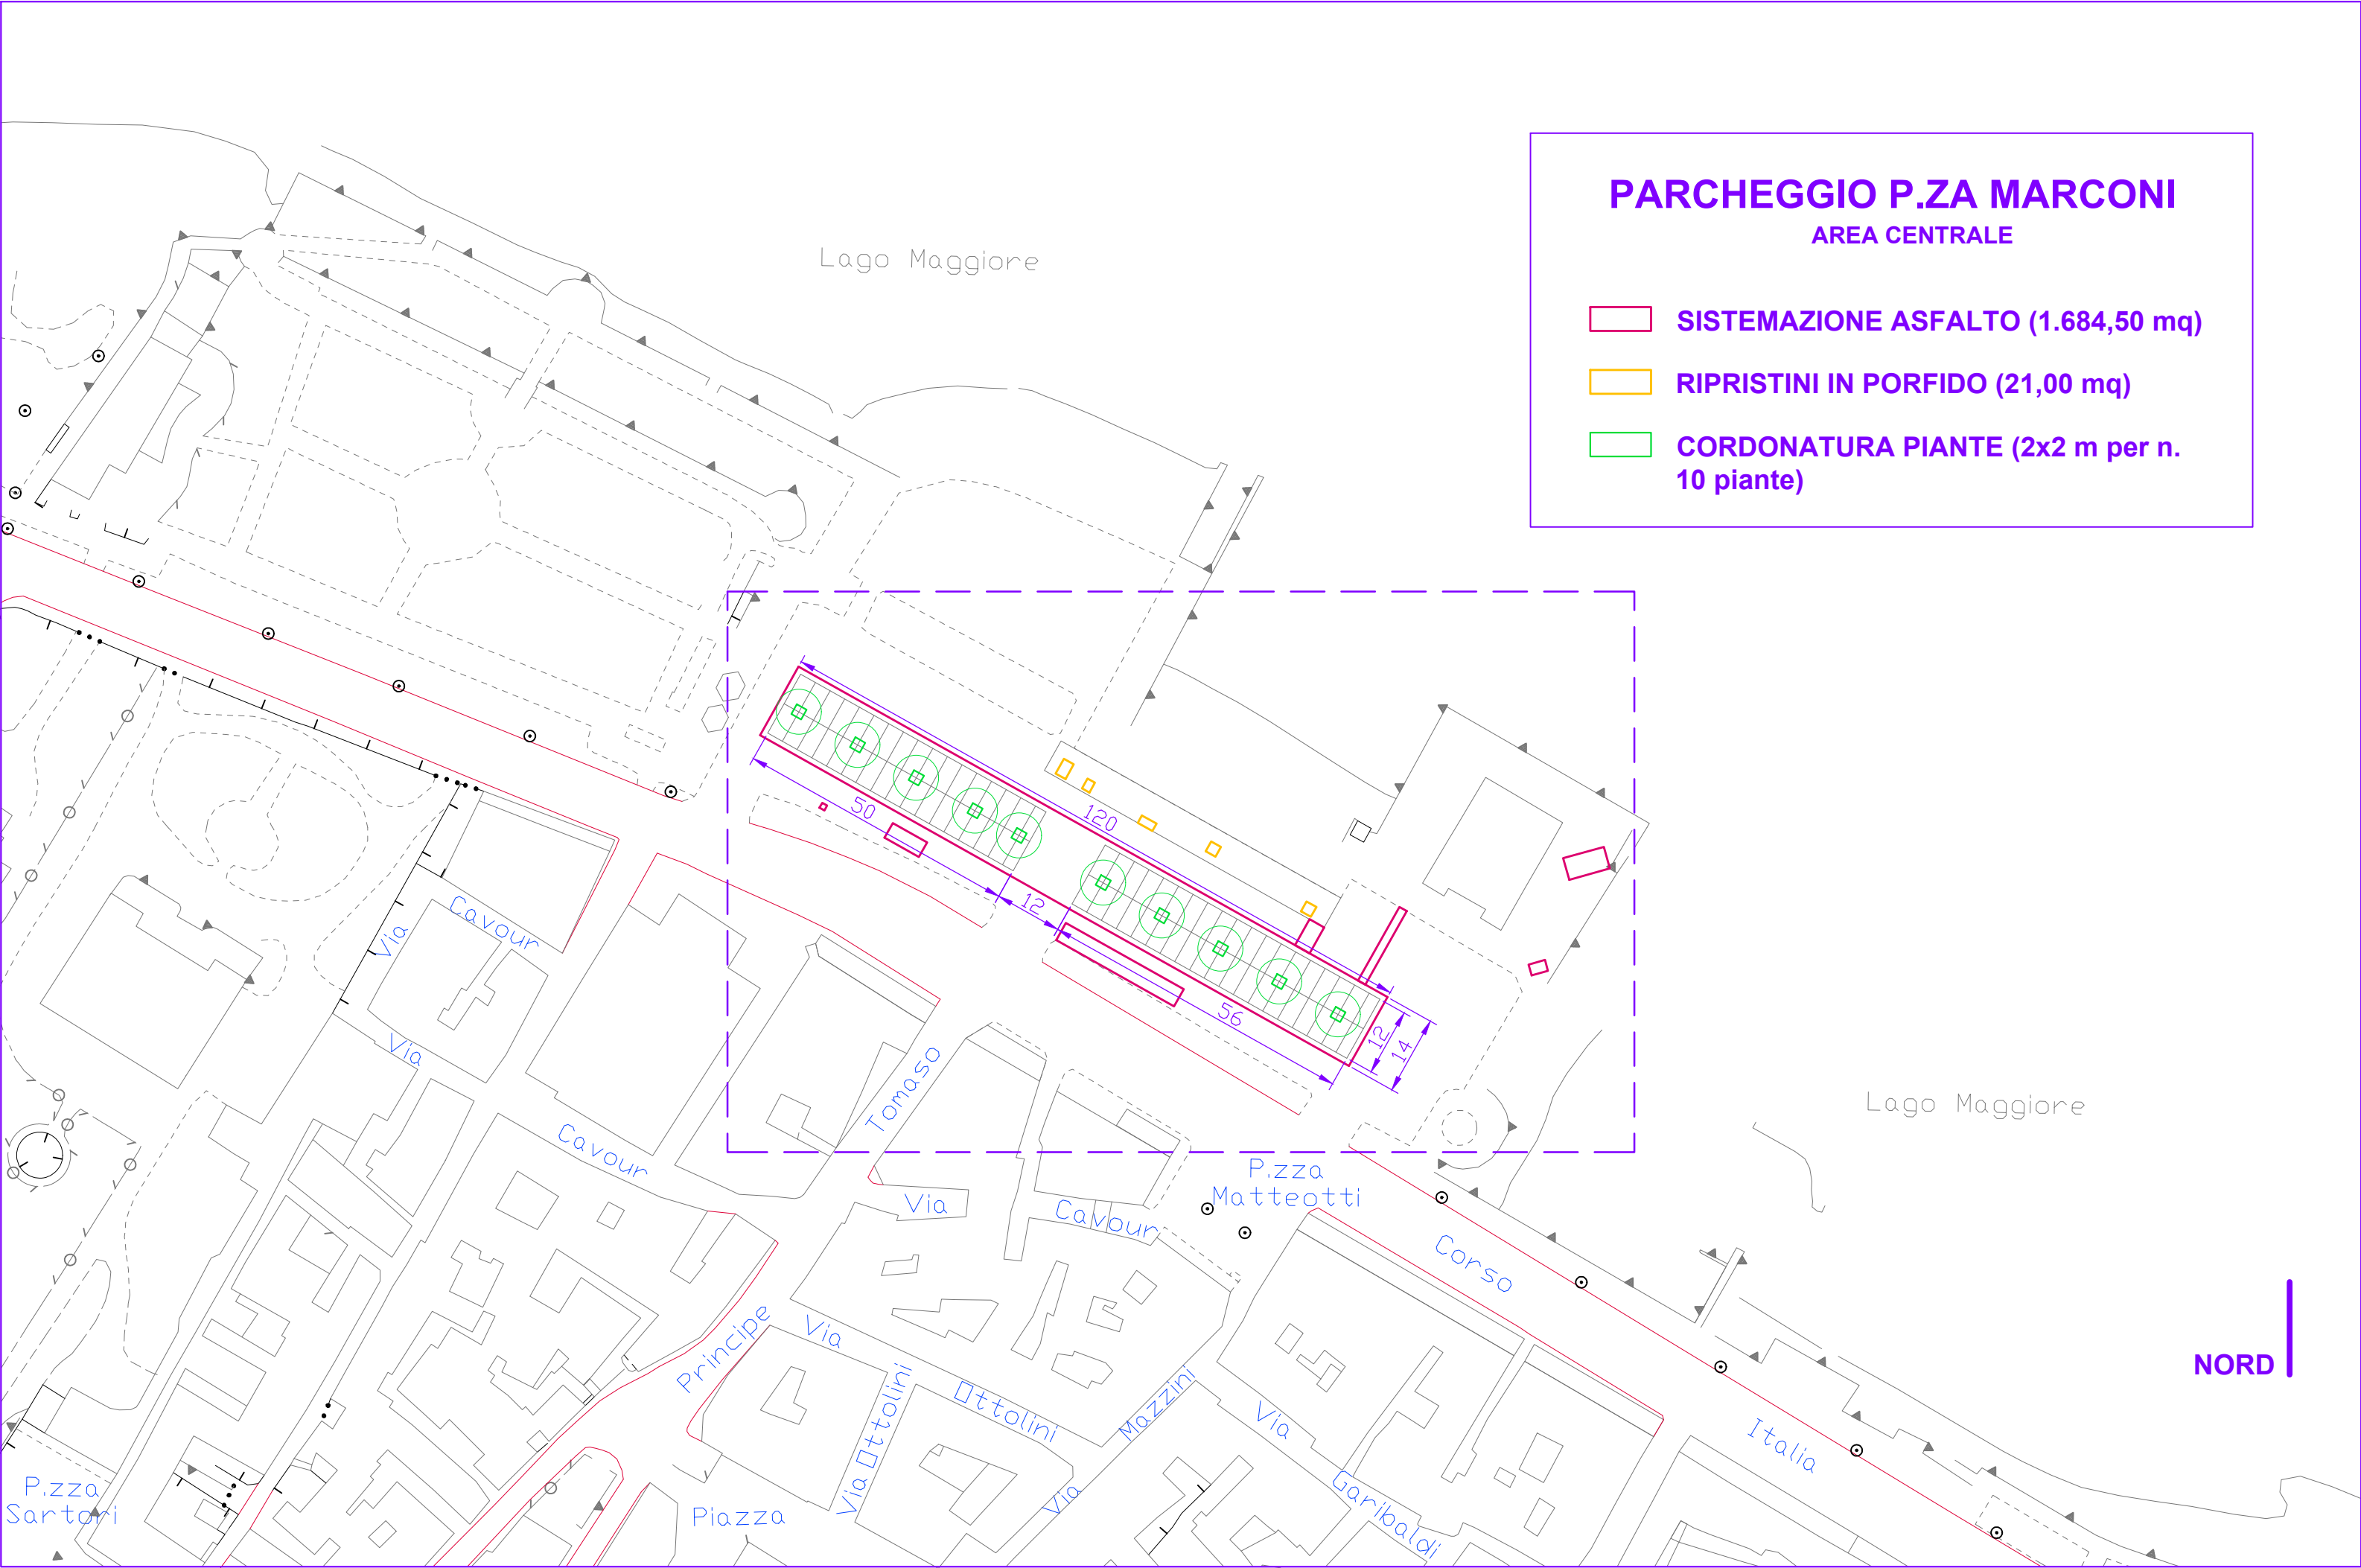 PARCHEGGIO P.ZA MARCONI
AREA CENTRALE
Lago Maggiore
SISTEMAZIONE ASFALTO (1.684,50 mq)
RIPRISTINI IN PORFIDO (21,00 mq)
CORDONATURA PIANTE (2x2 m per n.
10 piante)
50
120
12
56
12
14
Via
Cavour
Via
Cavour
Tomaso
Lago Maggiore
P.zza
Matteotti
Via
Cavour
Corso
Italia
Principe
Via
Ottolini
Via Ottolini
Mazzini
Via
Via
Garibaldi
NORD
P.zza
Sartori
Piazza